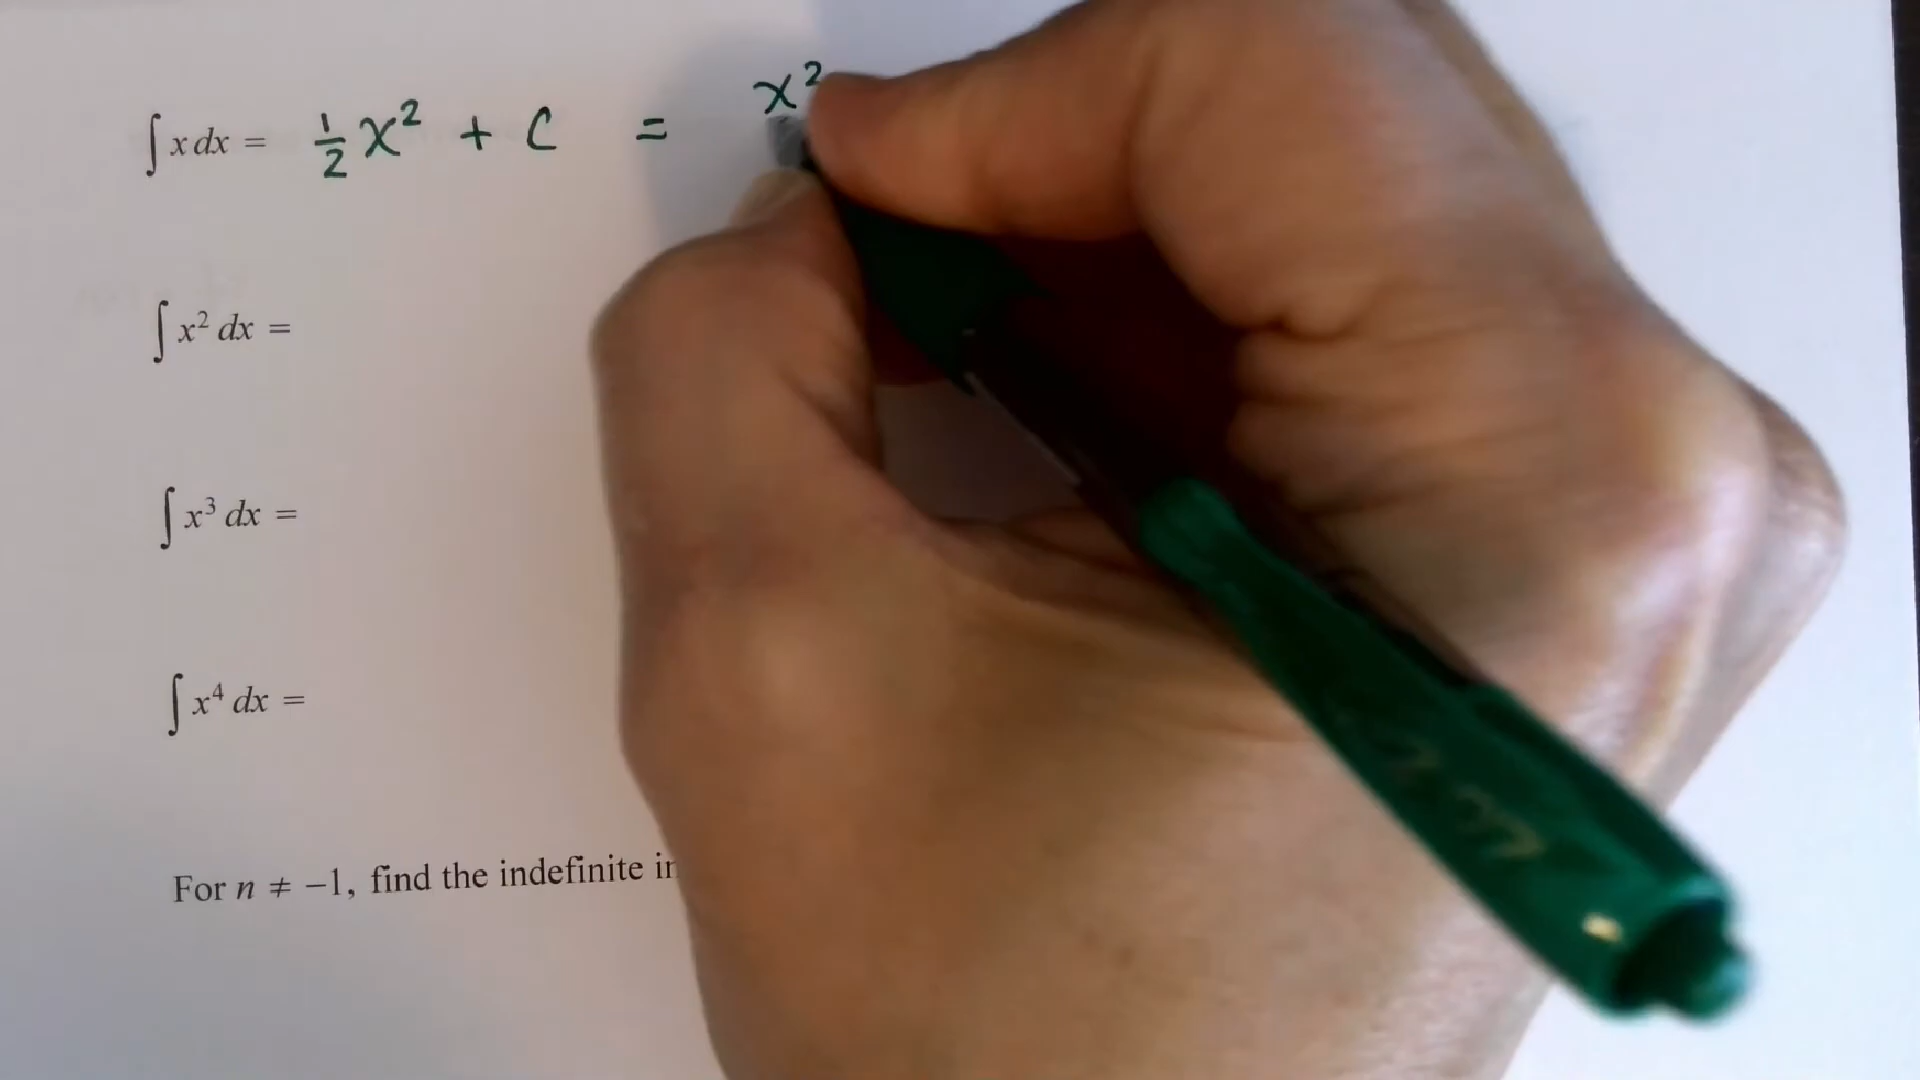 ∫ x dx = ½x² + C = x²
∫ x² dx =
∫ x³ dx =
∫ x⁴ dx =
For n ≠ −1, find the indefinite